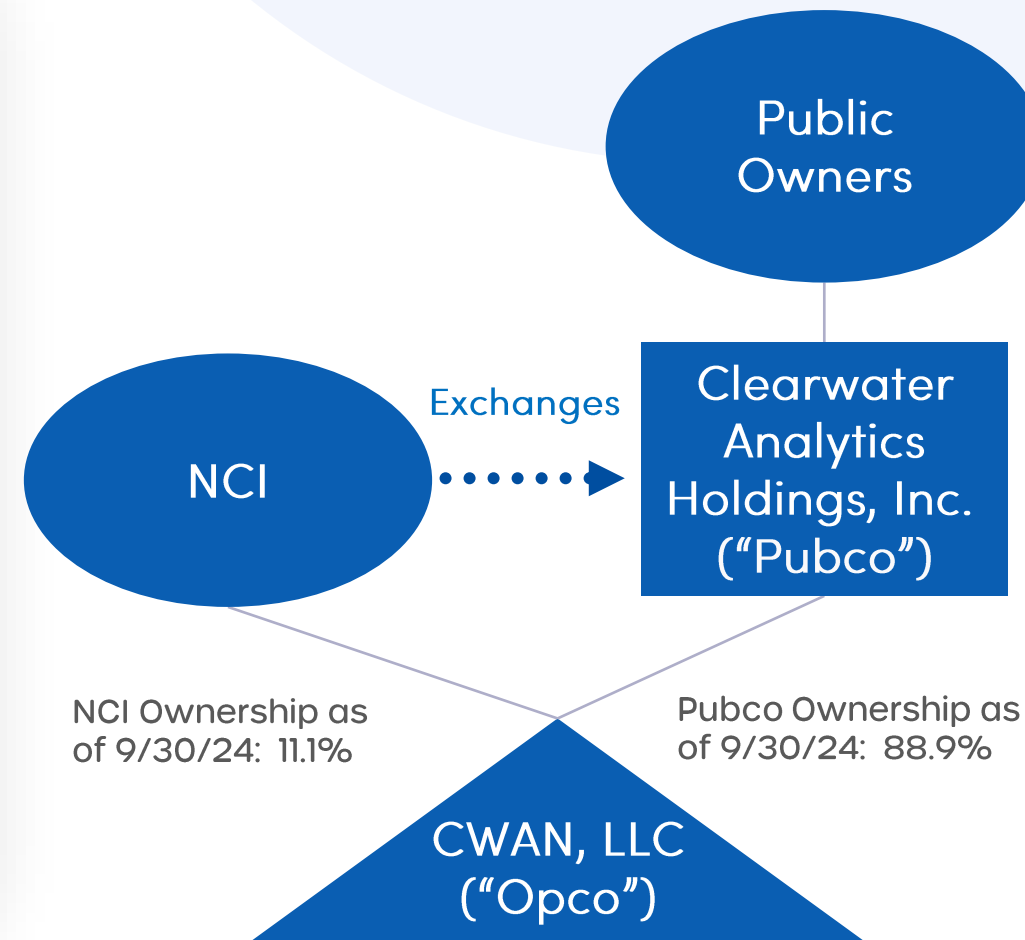 Public
Owners
Exchanges
NCI
Clearwater
Analytics
Holdings, Inc.
(“Pubco”)
NCI Ownership as
of 9/30/24: 11.1%
Pubco Ownership as
of 9/30/24: 88.9%
CWAN, LLC
(“Opco”)